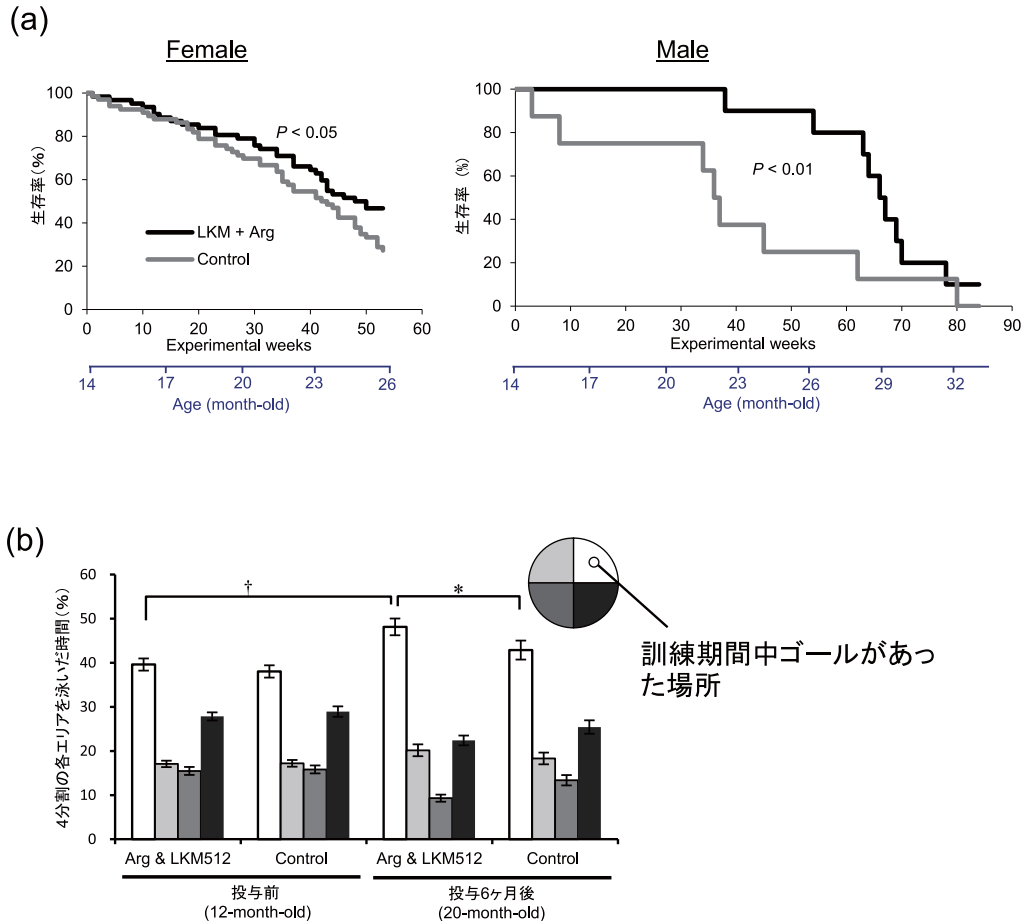 (a)
Female
生存率(%)
100
80
60
40
20
0
P < 0.05
LKM + Arg
Control
0 10 20 30 40 50 60
Experimental weeks
14 17 20 23 26
Age (month-old)
Male
生存率 (%)
100
80
60
40
20
0
P < 0.01
0 10 20 30 40 50 60 70 80 90
Experimental weeks
14 17 20 23 26 29 32
Age (month-old)
(b)
4分割の各エリアを泳いだ時間(%)
60
50
40
30
20
10
0
†
*
訓練期間中ゴールがあっ
た場所
Arg & LKM512 Control Arg & LKM512 Control
投与前 投与6ヶ月後
(12-month-old) (20-month-old)